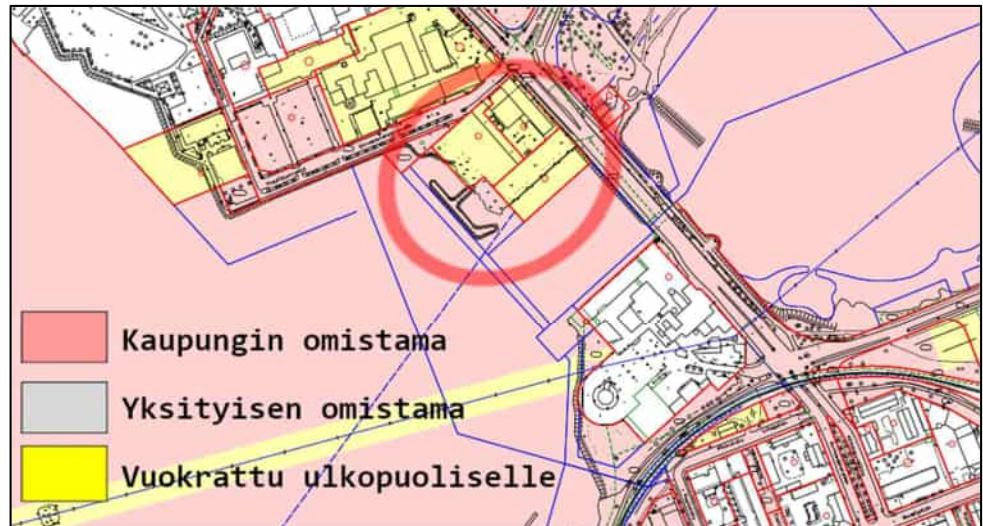 Kaupungin omistama
Yksityisen omistama
Vuokrattu ulkopuoliselle